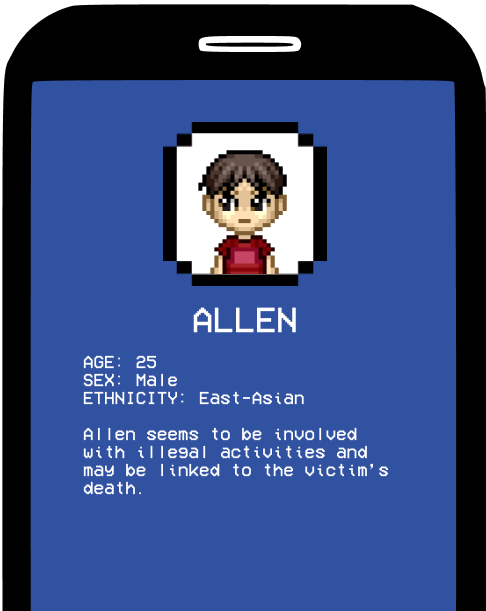 ALLEN
AGE: 25
SEX: Male
ETHNICITY: East-Asian
Allen seems to be involved
with illegal activities and
may be linked to the victim's
death.